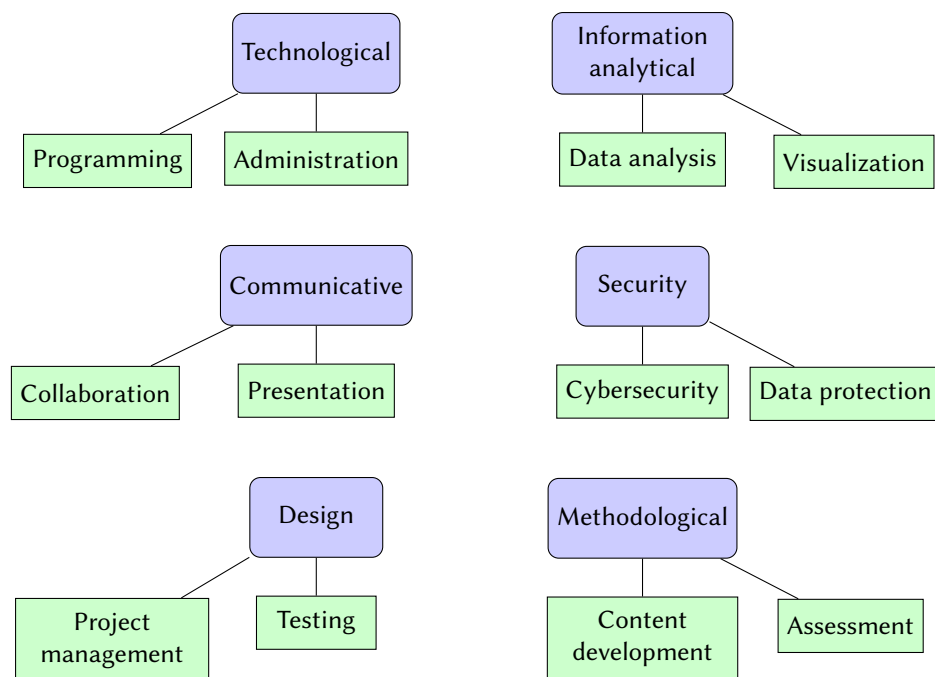 Technological
Information
analytical
Programming
Administration
Data analysis
Visualization
Communicative
Security
Collaboration
Presentation
Cybersecurity
Data protection
Design
Methodological
Project
management
Testing
Content
development
Assessment